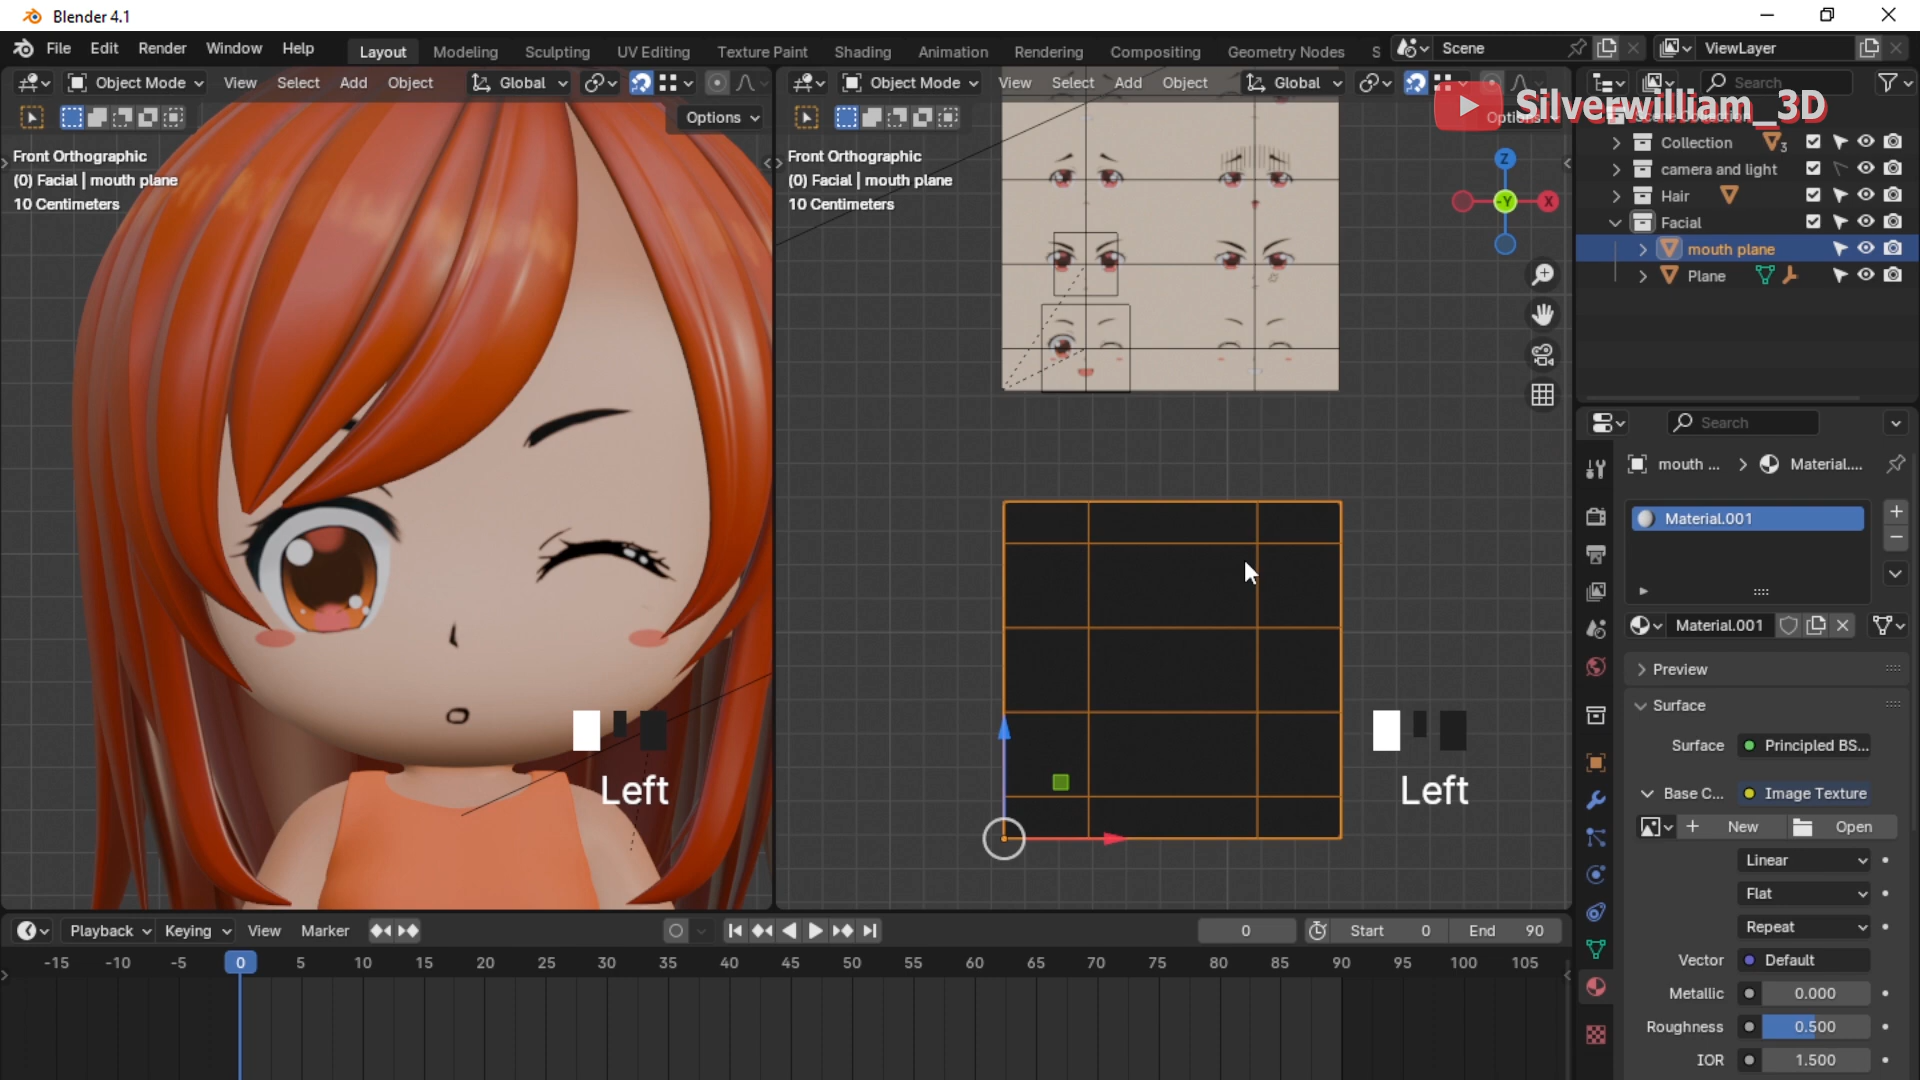 Blender 4.1
File Edit Render Window Help
Layout Modeling Sculpting UV Editing Texture Paint Shading Animation Rendering Compositing Geometry Nodes S
Scene
ViewLayer
Object Mode View Select Add Object Global
Object Mode View Select Add Object Global
Search
Options
Options
Silverwilliam_3D
Front Orthographic
(0) Facial | mouth plane
10 Centimeters
Front Orthographic
(0) Facial | mouth plane
10 Centimeters
Z
-Y
X
Collection 3
camera and light
Hair
Facial
mouth plane
Plane
Search
mouth ... > Material....
Material.001
Material.001
Preview
Surface
Surface Principled BS...
Base C... Image Texture
New Open
Linear
Flat
Repeat
Vector Default
Metallic 0.000
Roughness 0.500
IOR 1.500
Left
Left
Playback Keying View Marker
0 Start 0 End 90
-15 -10 -5 0 5 10 15 20 25 30 35 40 45 50 55 60 65 70 75 80 85 90 95 100 105